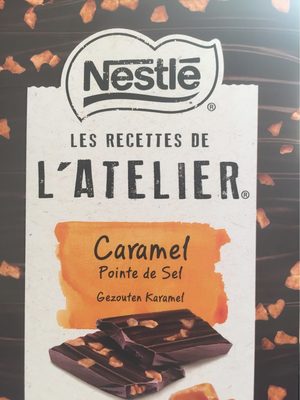 Nestlé®
LES RECETTES DE
L'ATELIER®
Caramel
Pointe de Sel
Gezouten Karamel